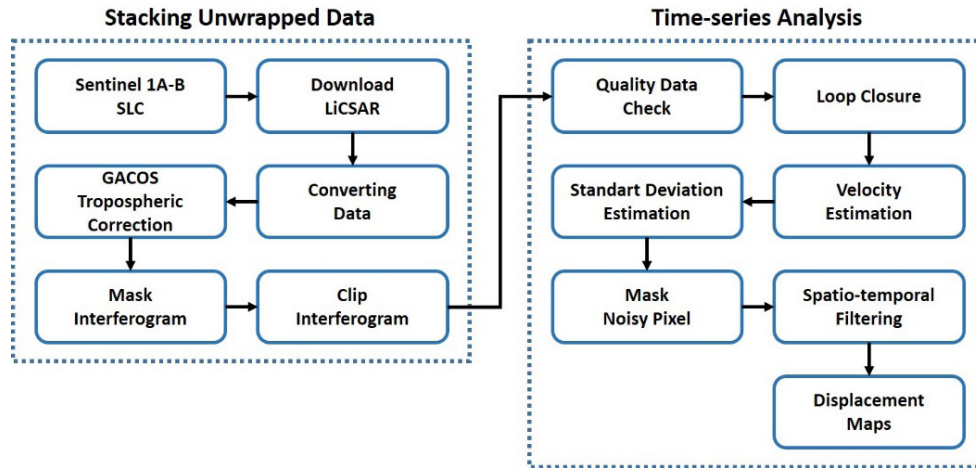 Stacking Unwrapped Data
Sentinel 1A-B
SLC
Download
LiCSAR
GACOS
Tropospheric
Correction
Converting
Data
Mask
Interferogram
Clip
Interferogram
Time-series Analysis
Quality Data
Check
Loop Closure
Standart Deviation
Estimation
Velocity
Estimation
Mask
Noisy Pixel
Spatio-temporal
Filtering
Displacement
Maps